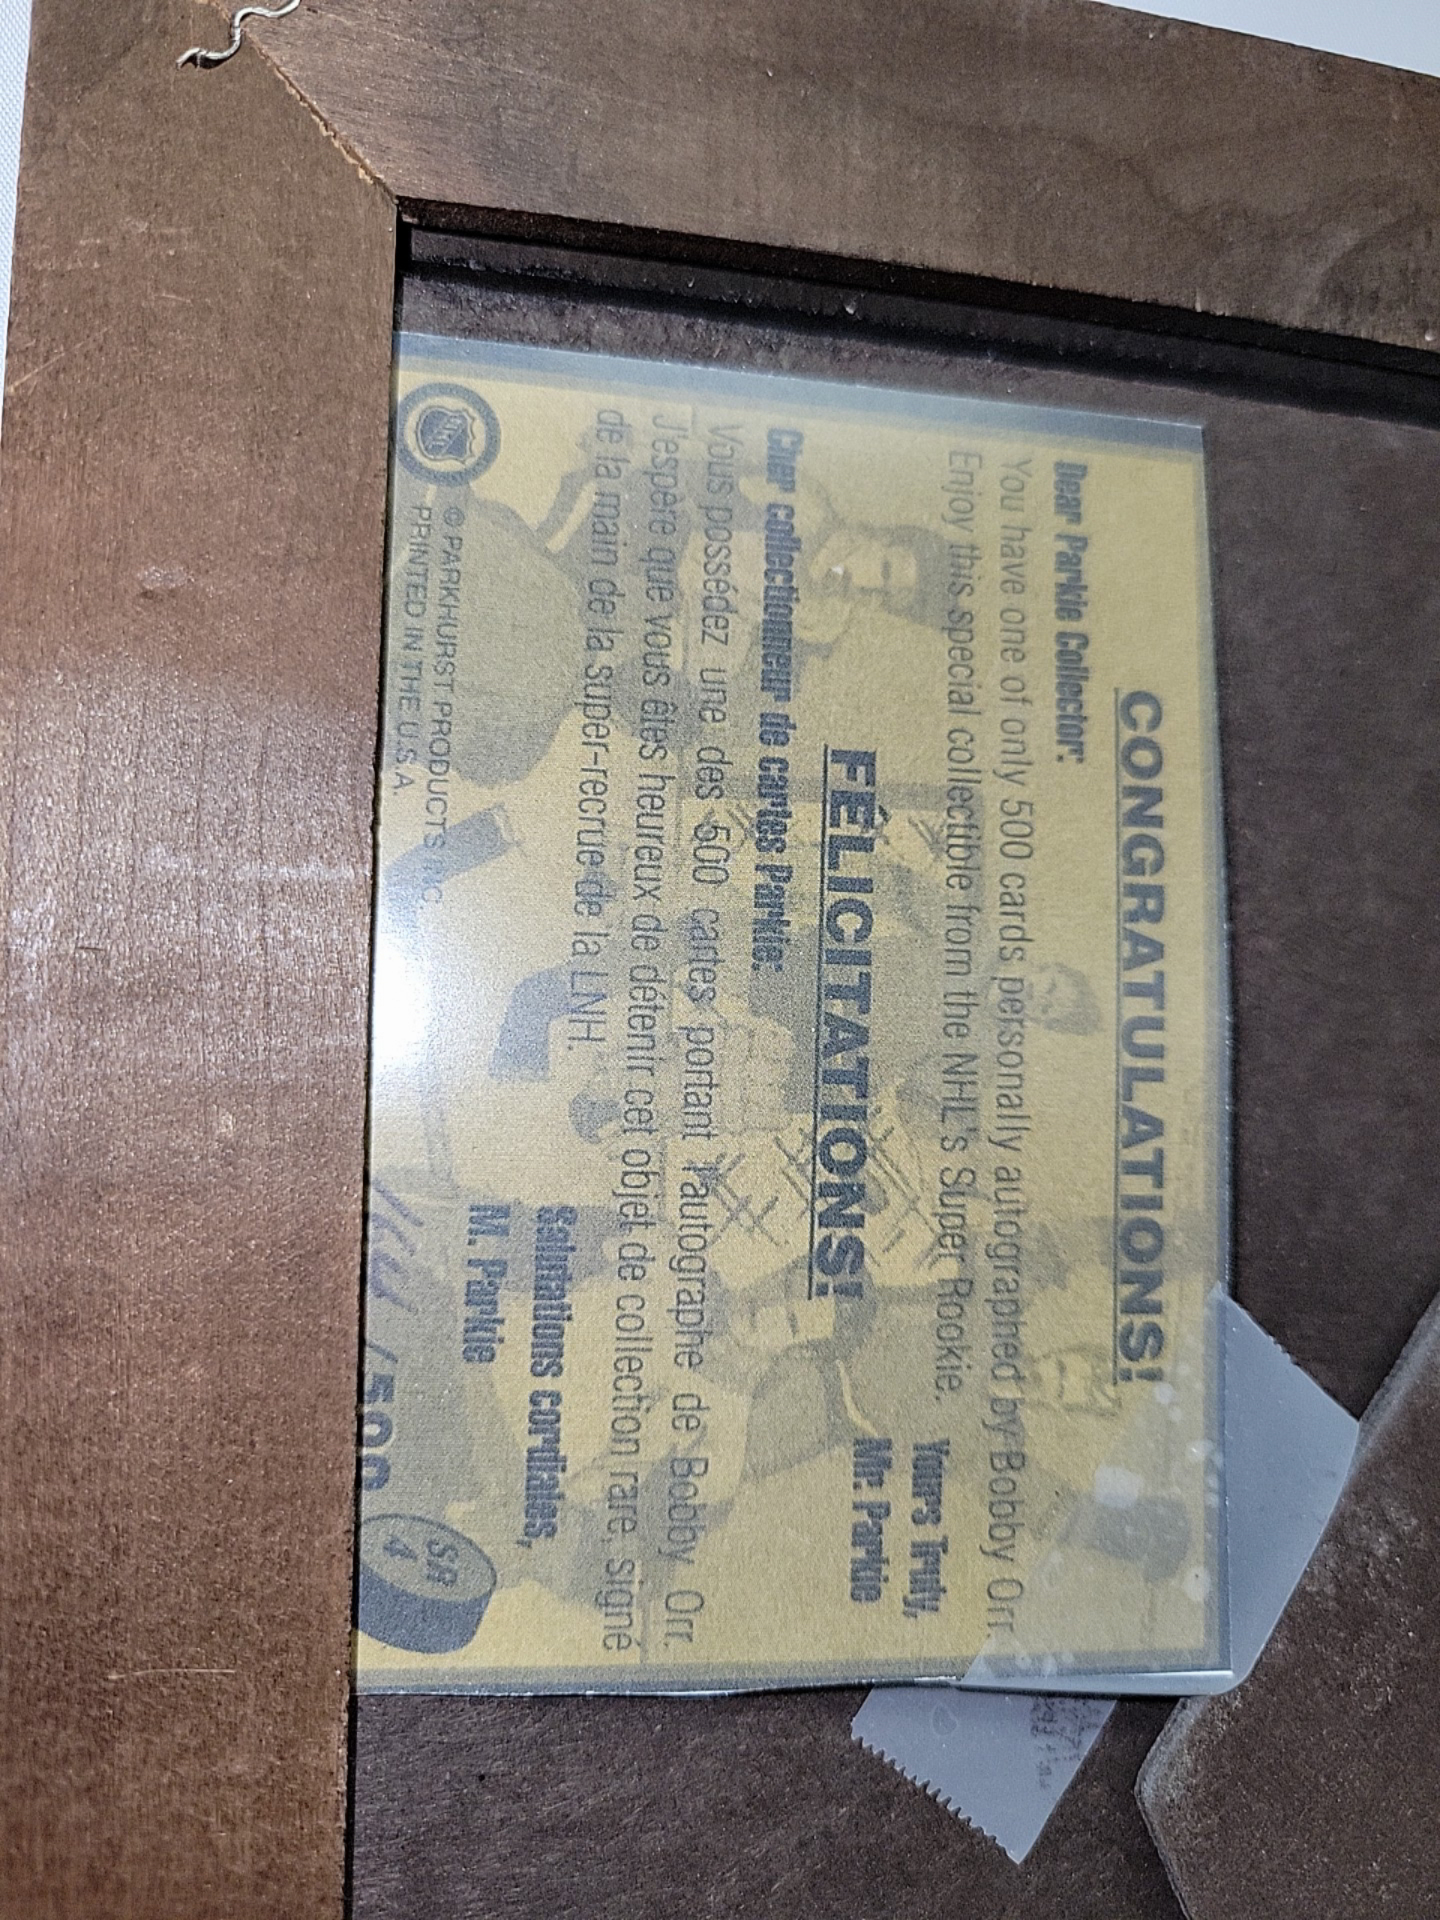 CONGRATULATIONS!
Dear Parkie Collector:
You have one of only 500 cards personally autographed by Bobby Orr.
Enjoy this special collectible from the NHL's Super Rookie.
Yours Truly,
Mr. Parkie
FÉLICITATIONS!
Cher collectionneur de cartes Parkie:
Vous possédez une des 500 cartes portant l'autographe de Bobby Orr.
J'espère que vous êtes heureux de détenir cet objet de collection rare, signé
de la main de la super-recrue de la LNH.
Salutations cordiales,
M. Parkie
© PARKHURST PRODUCTS INC.
PRINTED IN THE U.S.A.
/500
SR
4
NHL